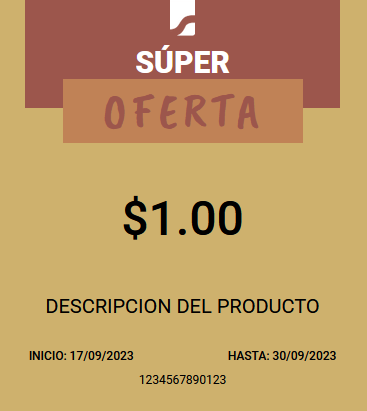 SÚPER
OFERTA
$1.00
DESCRIPCION DEL PRODUCTO
INICIO: 17/09/2023 HASTA: 30/09/2023
1234567890123